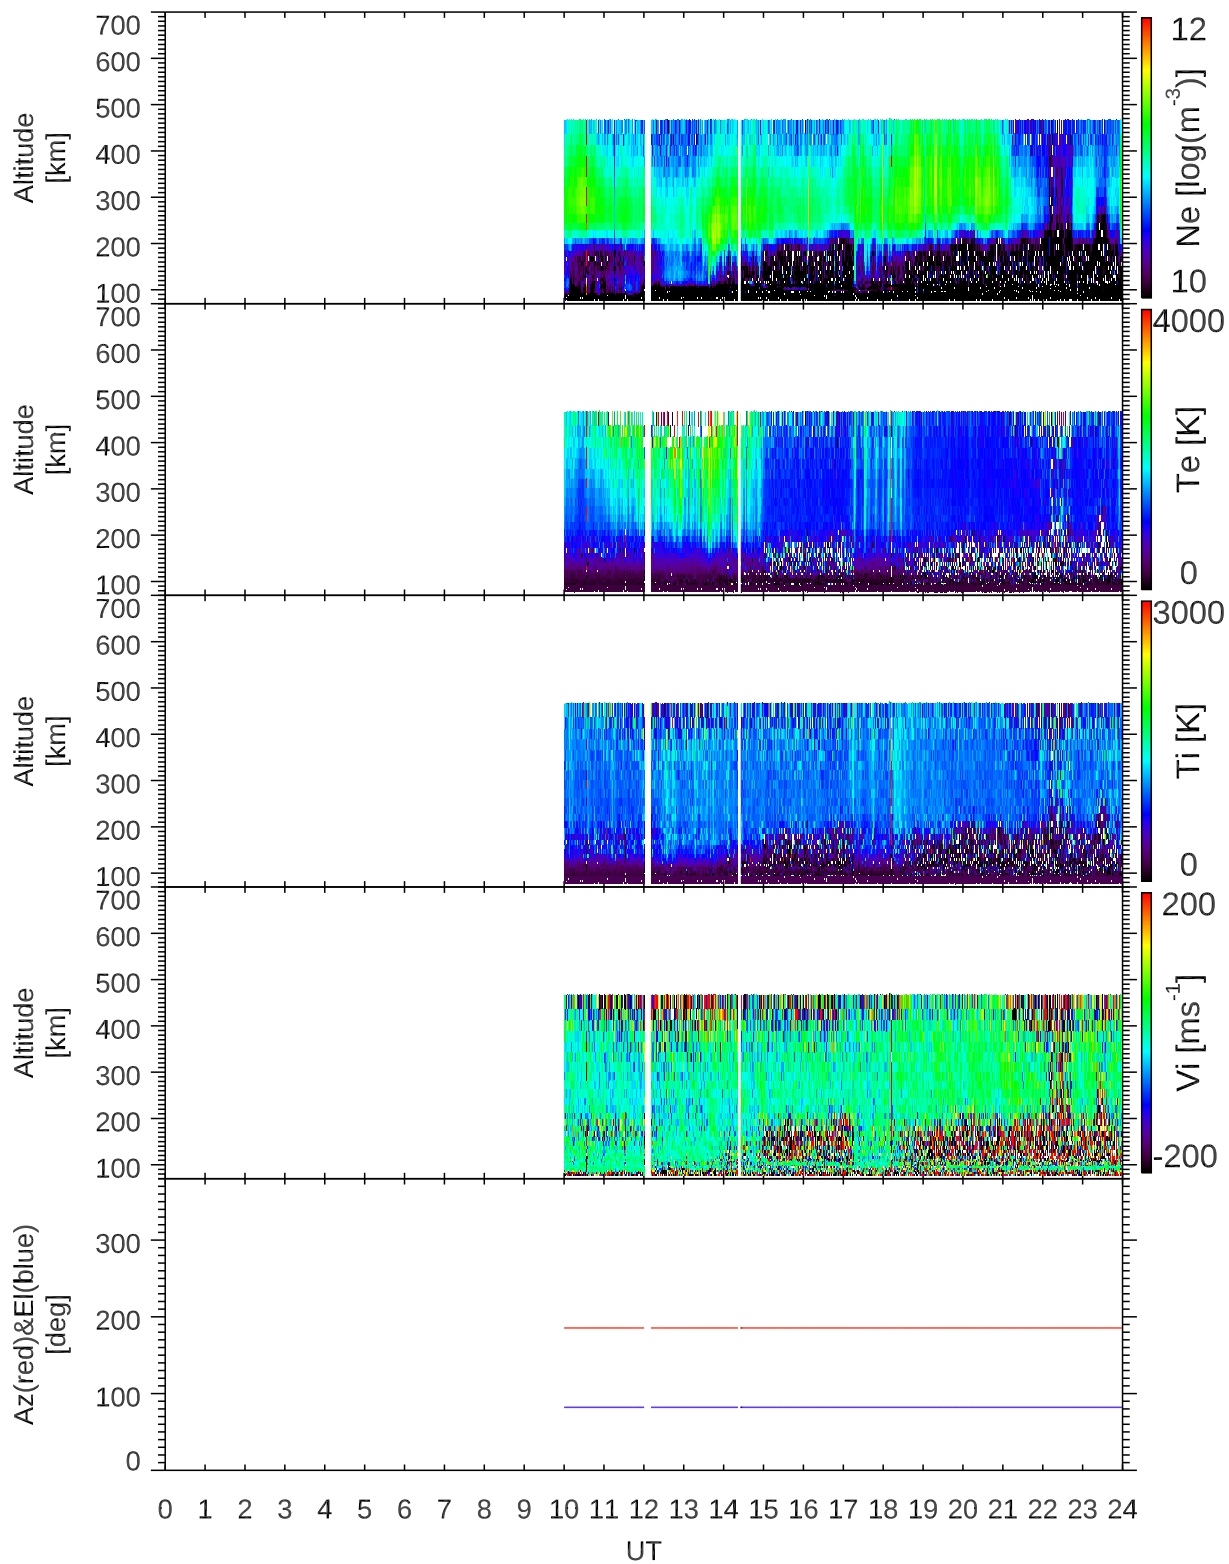 700
600
500
400
300
200
100
Altitude
[km]
12
Ne [log(m⁻³)]
10
700
600
500
400
300
200
100
Altitude
[km]
4000
Te [K]
0
700
600
500
400
300
200
100
Altitude
[km]
3000
Ti [K]
0
700
600
500
400
300
200
100
Altitude
[km]
200
Vi [ms⁻¹]
-200
300
200
100
0
Az(red)&El(blue)
[deg]
0 1 2 3 4 5 6 7 8 9 10 11 12 13 14 15 16 17 18 19 20 21 22 23 24
UT